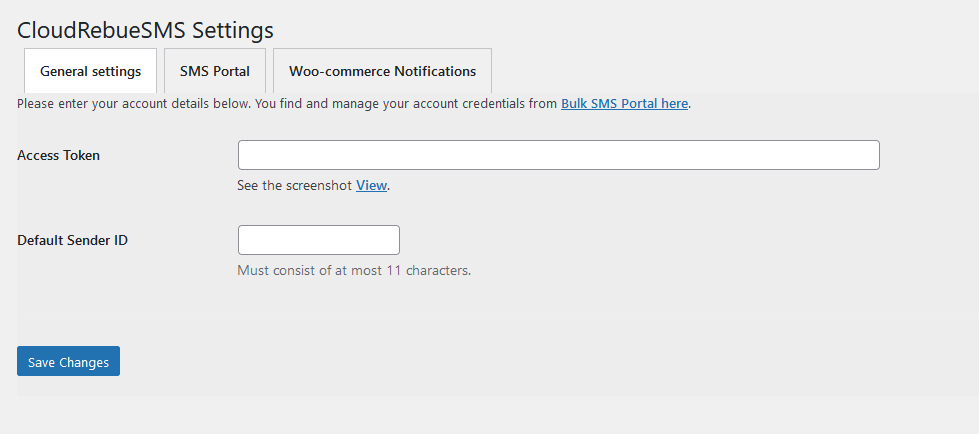 CloudRebueSMS Settings
General settings SMS Portal Woo-commerce Notifications
Please enter your account details below. You find and manage your account credentials from Bulk SMS Portal here.
Access Token
See the screenshot View.
Default Sender ID
Must consist of at most 11 characters.
Save Changes